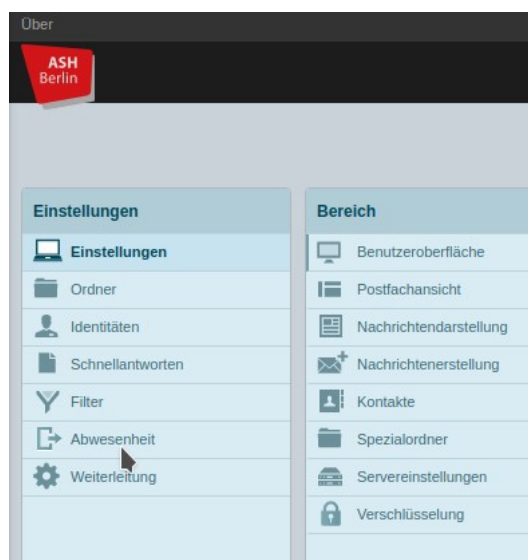 Über
ASH
Berlin
Einstellungen
Einstellungen
Ordner
Identitäten
Schnellantworten
Filter
Abwesenheit
Weiterleitung
Bereich
Benutzeroberfläche
Postfachansicht
Nachrichtendarstellung
Nachrichtenerstellung
Kontakte
Spezialordner
Servereinstellungen
Verschlüsselung